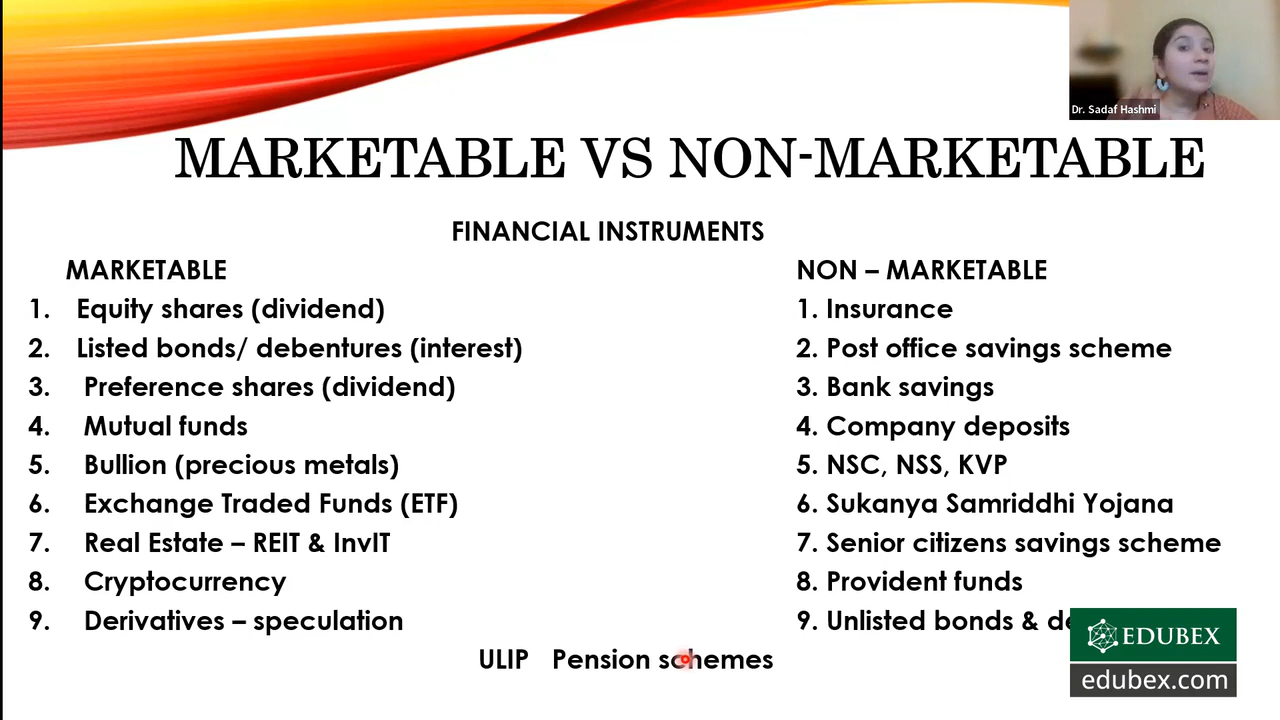 Dr. Sadaf Hashmi
MARKETABLE VS NON-MARKETABLE
FINANCIAL INSTRUMENTS
MARKETABLE
1. Equity shares (dividend)
2. Listed bonds/ debentures (interest)
3. Preference shares (dividend)
4. Mutual funds
5. Bullion (precious metals)
6. Exchange Traded Funds (ETF)
7. Real Estate – REIT & InvIT
8. Cryptocurrency
9. Derivatives – speculation
NON – MARKETABLE
1. Insurance
2. Post office savings scheme
3. Bank savings
4. Company deposits
5. NSC, NSS, KVP
6. Sukanya Samriddhi Yojana
7. Senior citizens savings scheme
8. Provident funds
9. Unlisted bonds &
ULIP Pension schemes
EDUBEX
edubex.com